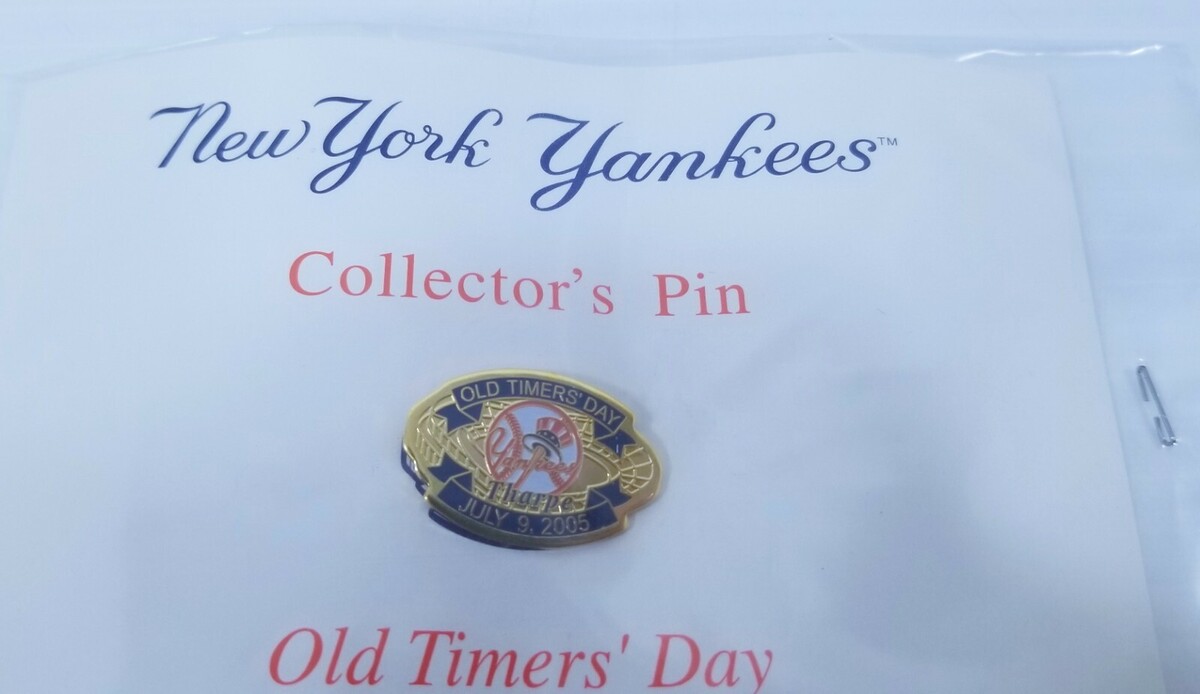 New York Yankees™
Collector's Pin
OLD TIMERS' DAY
Yankees
Tharpe
JULY 9, 2005
Old Timers' Day